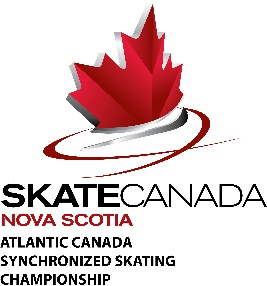 SKATECANADA
NOVA SCOTIA
ATLANTIC CANADA
SYNCHRONIZED SKATING
CHAMPIONSHIP